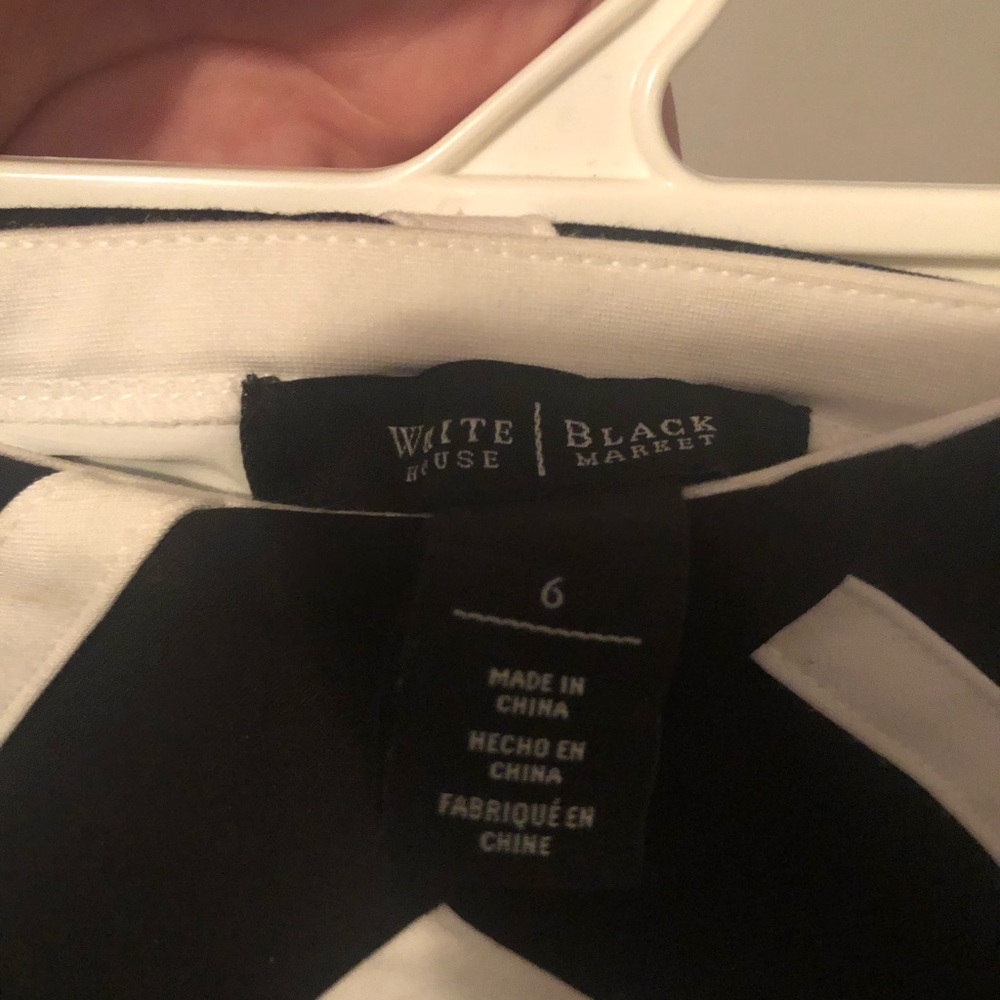 WHITE | BLACK
HOUSE MARKET
6
MADE IN
CHINA
HECHO EN
CHINA
FABRIQUÉ EN
CHINE